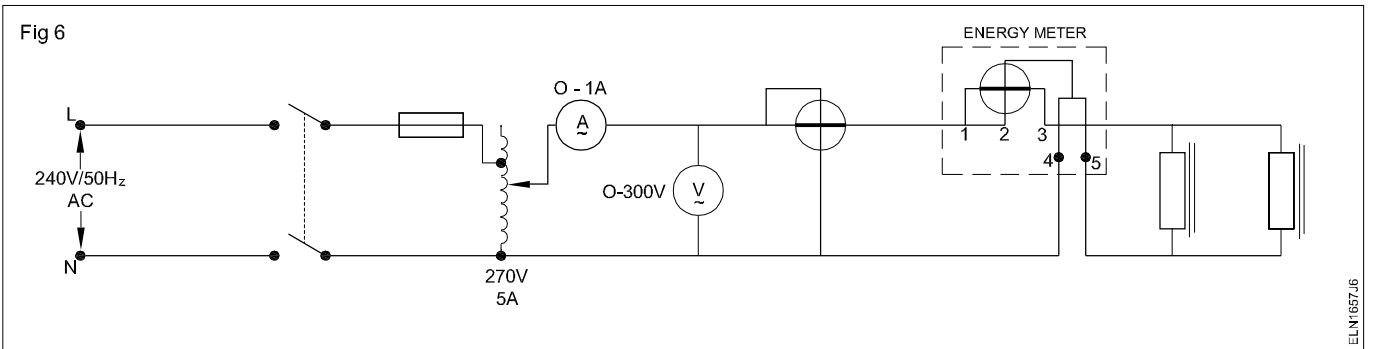 Fig 6
ENERGY METER
O - 1A
A
~
L
1 2 3
4 5
240V/50Hz
AC
O-300V
V
~
N
270V
5A
ELN1657J6